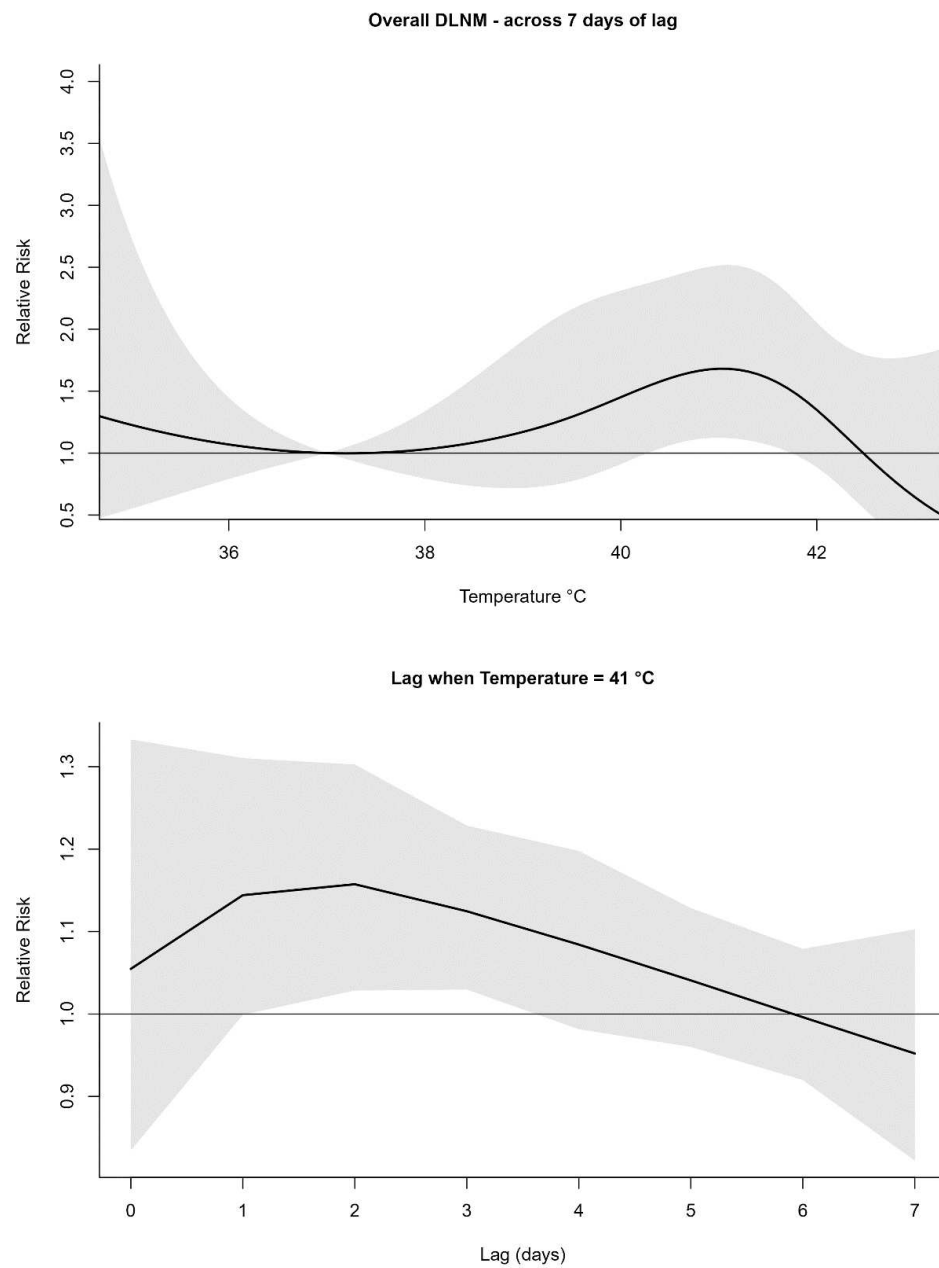 Overall DLNM - across 7 days of lag
Relative Risk
4.0
3.5
3.0
2.5
2.0
1.5
1.0
0.5
36 38 40 42
Temperature °C
Lag when Temperature = 41 °C
Relative Risk
1.3
1.2
1.1
1.0
0.9
0 1 2 3 4 5 6 7
Lag (days)